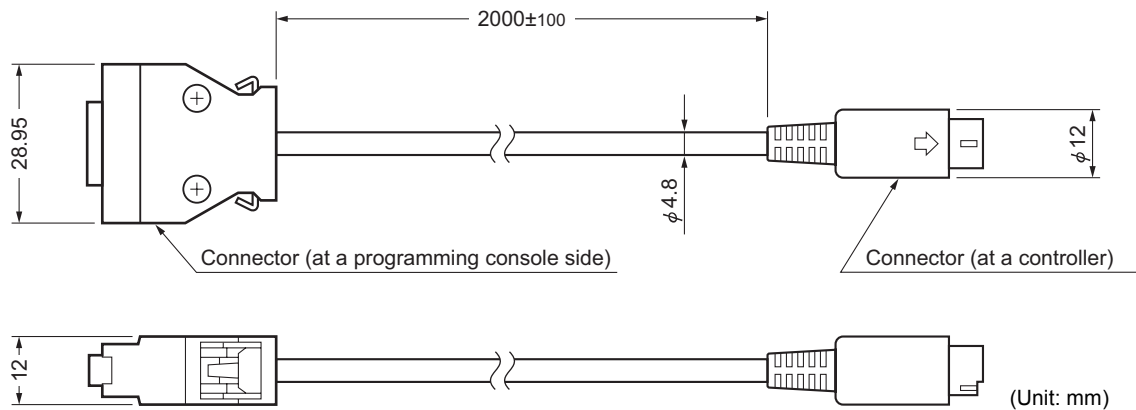 2000±100
28.95
φ12
φ4.8
Connector (at a programming console side)
Connector (at a controller)
12
(Unit: mm)